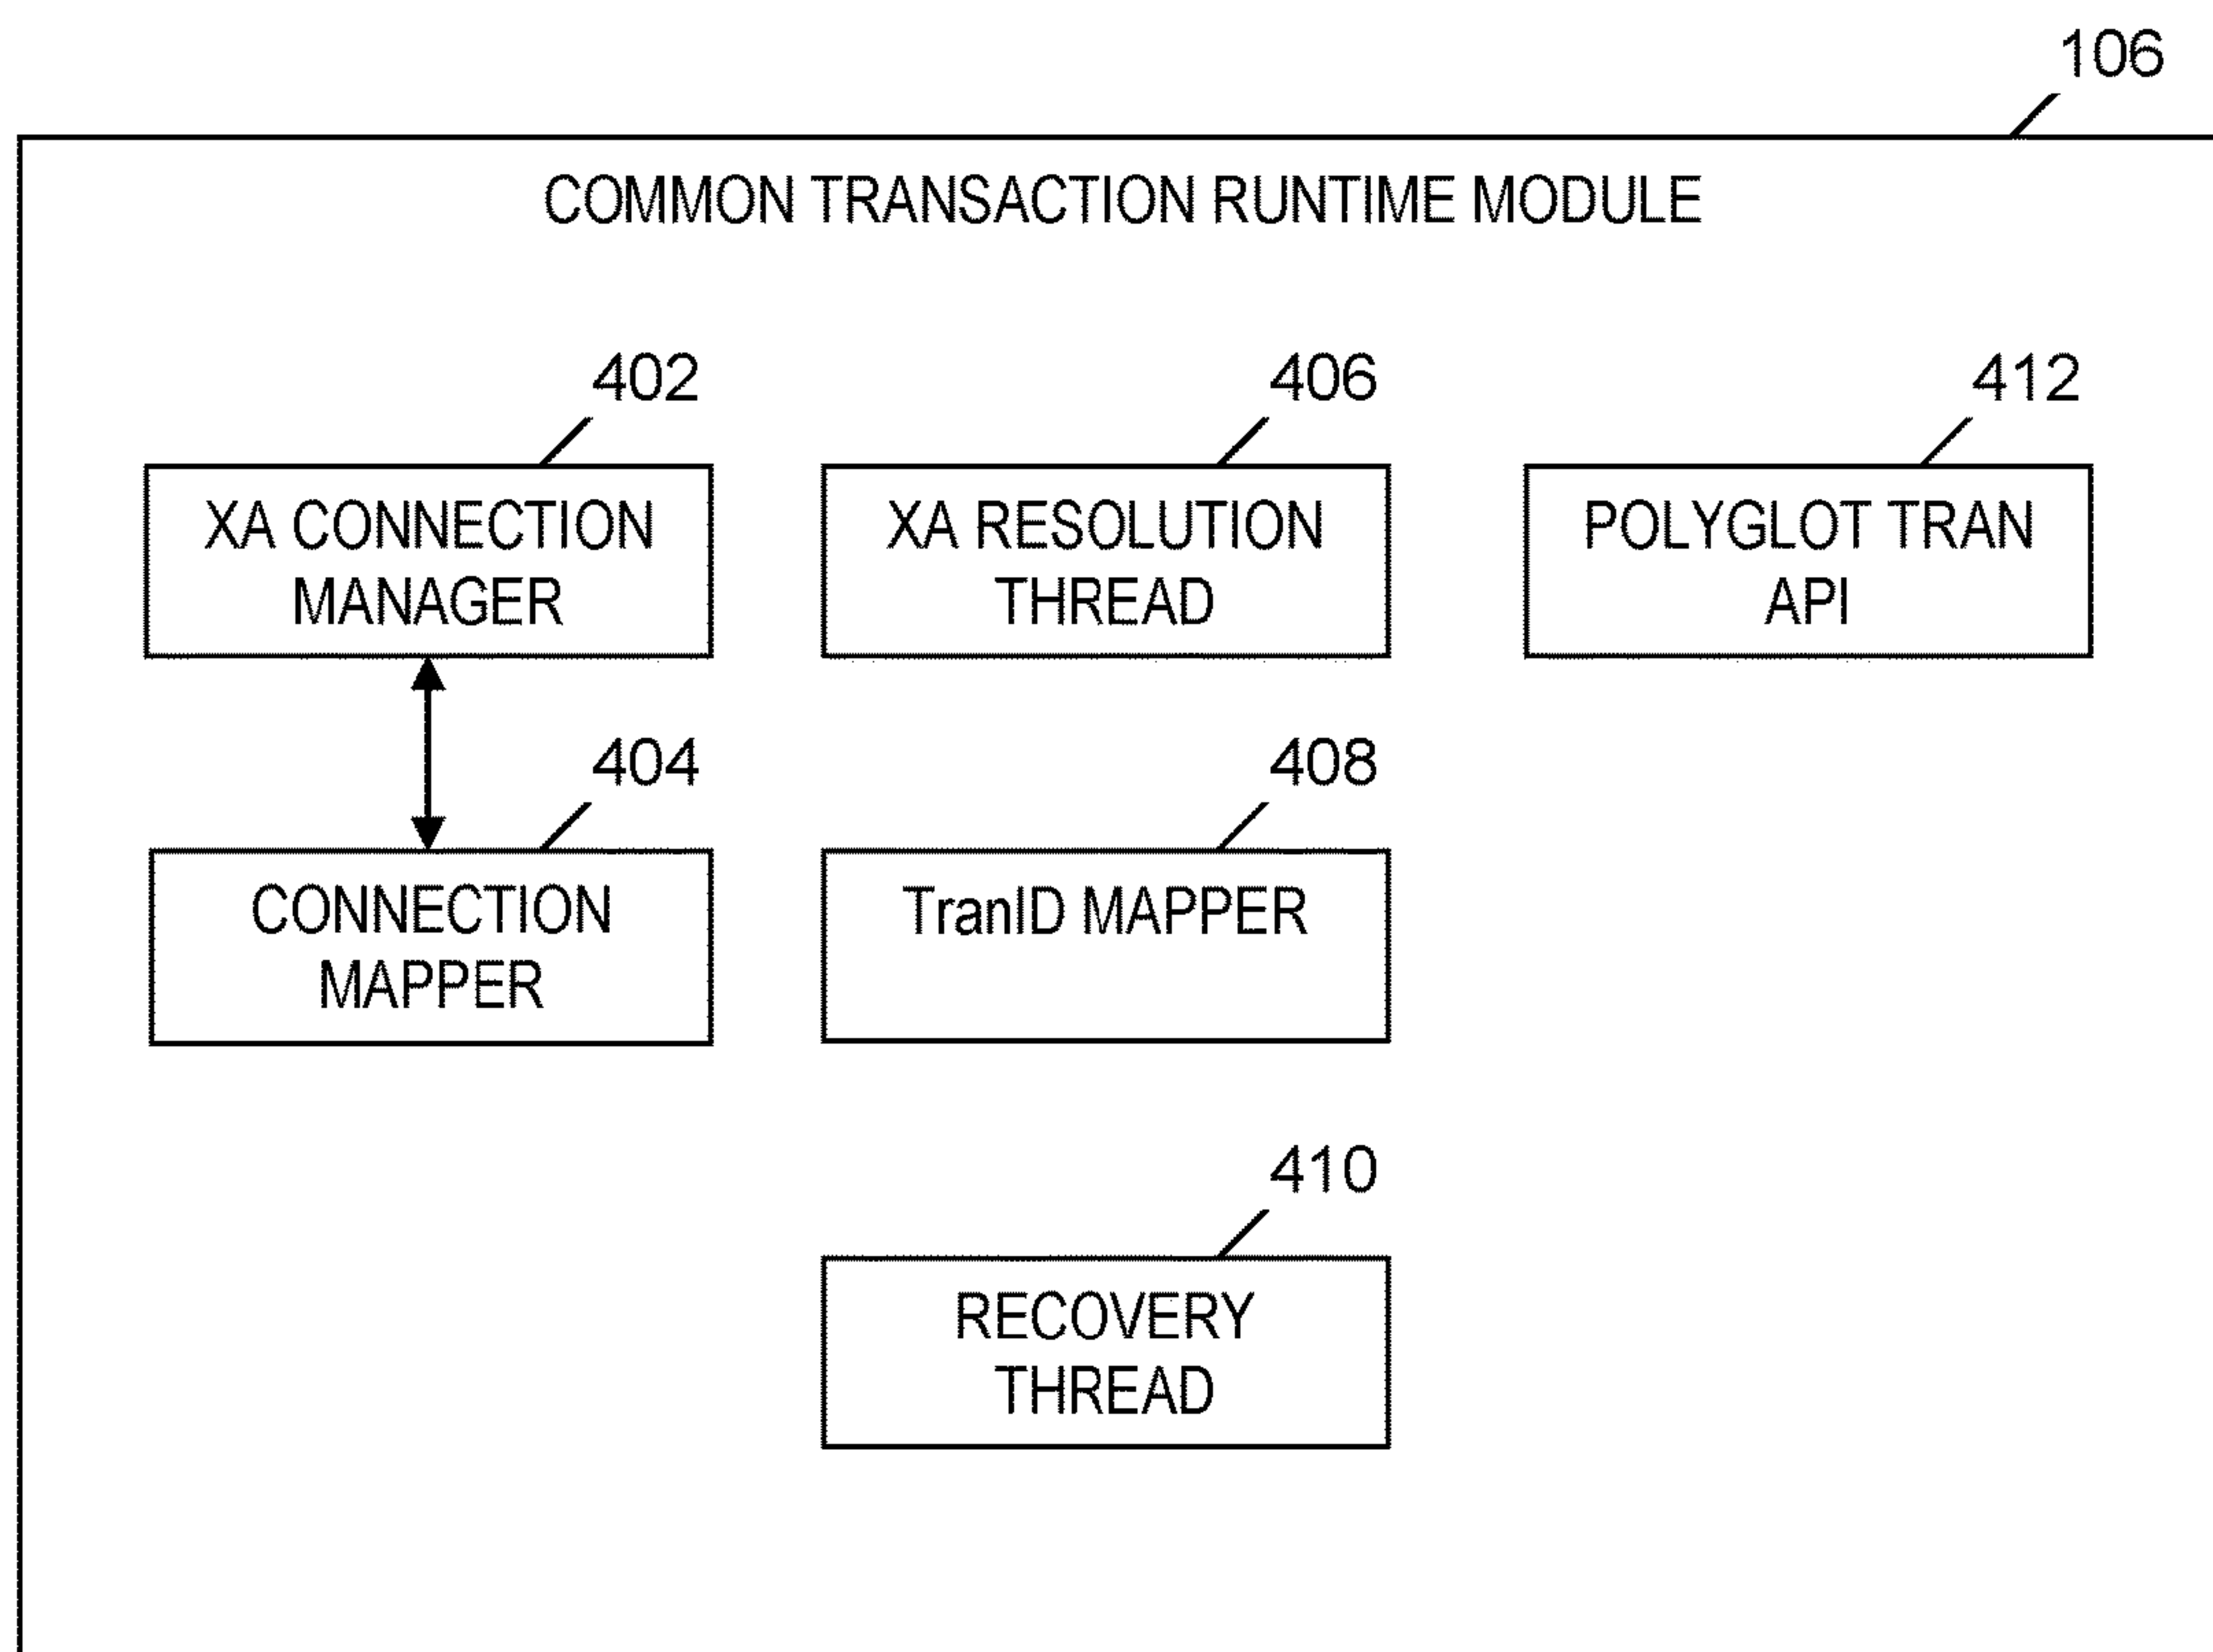 106
COMMON TRANSACTION RUNTIME MODULE
402
406
412
XA CONNECTION
MANAGER
XA RESOLUTION
THREAD
POLYGLOT TRAN
API
404
408
CONNECTION
MAPPER
TranID MAPPER
410
RECOVERY
THREAD